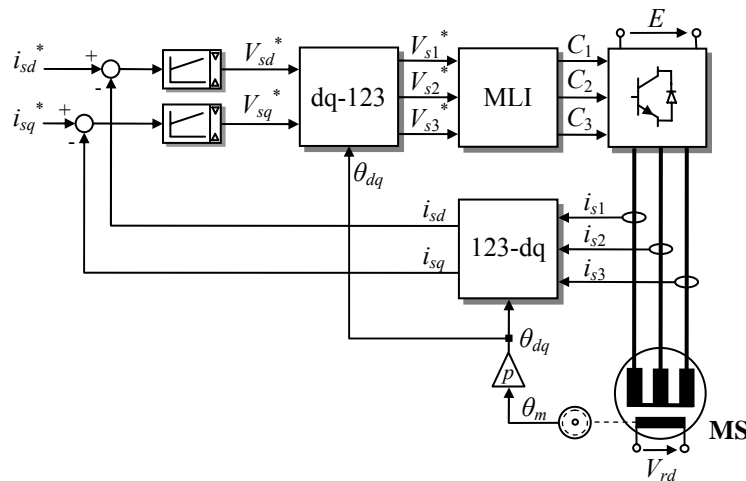 E
i_sd* + - V_sd* V_s1* C_1
dq-123 V_s2* MLI C_2
i_sq* + - V_sq* V_s3* C_3
θ_dq
i_sd i_s1
123-dq i_s2
i_sq i_s3
θ_dq
p
θ_m
MS
V_rd